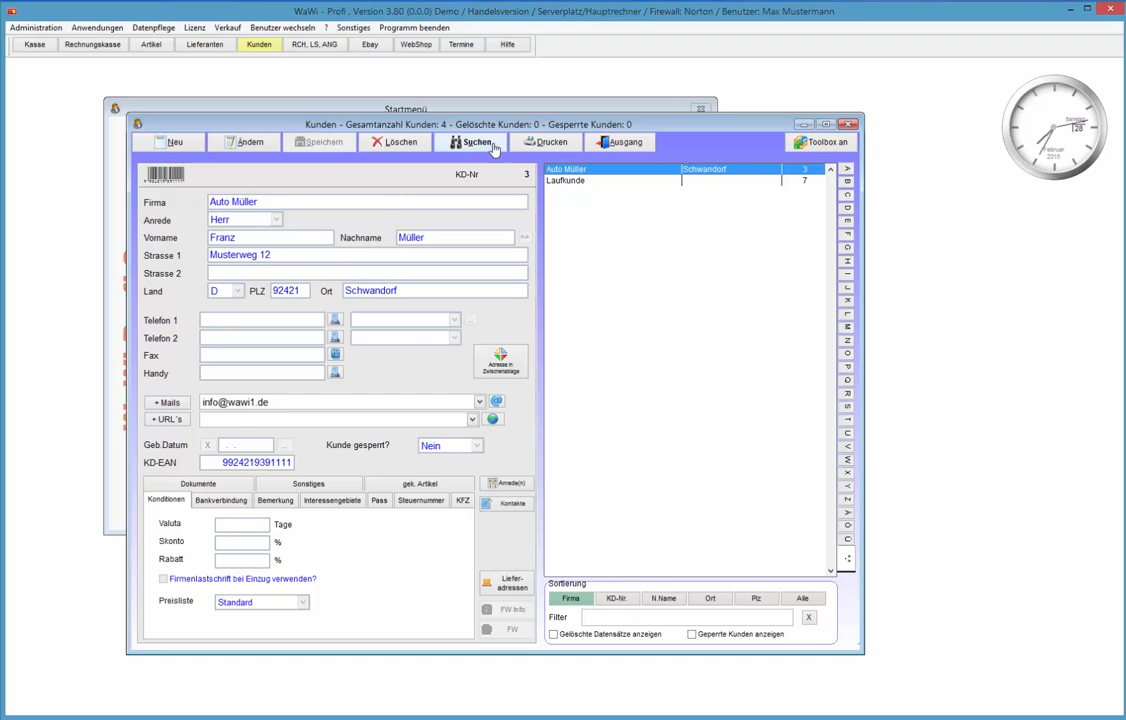 WaWi - Profi , Version 3.80 (0.0.0) Demo / Handelsversion / Serverplatz/Hauptrechner / Firewall: Norton / Benutzer: Max Mustermann
Administration Anwendungen Datenpflege Lizenz Verkauf Benutzer wechseln ? Sonstiges Programm beenden
Kasse Rechnungskasse Artikel Lieferanten Kunden RCH, LS, ANG Ebay WebShop Termine Hilfe
Startmenü
Kunden - Gesamtanzahl Kunden: 4 - Gelöschte Kunden: 0 - Gesperrte Kunden: 0
Neu Ändern Speichern Löschen Suchen Drucken Ausgang Toolbox an
KD-Nr 3
Firma Auto Müller
Anrede Herr
Vorname Franz Nachname Müller
Strasse 1 Musterweg 12
Strasse 2
Land D PLZ 92421 Ort Schwandorf
Telefon 1
Telefon 2
Fax
Handy
Adresse in
Zwischenablage
+ Mails info@wawi1.de
+ URL's
Geb.Datum X . . ... Kunde gesperrt? Nein
KD-EAN 9924219391111
Dokumente Sonstiges gek. Artikel Anrede(n)
Konditionen Bankverbindung Bemerkung Interessengebiete Pass Steuernummer KFZ Kontakte
Valuta Tage
Skonto %
Rabatt %
Firmenlastschrift bei Einzug verwenden?
Preisliste Standard
Liefer-
adressen
FW Info
FW
Auto Müller Schwandorf 3
Laufkunde 7
A
B
C
D
E
F
G
H
I
J
K
L
M
N
O
P
Q
R
S
T
U
V
W
X
Y
Z
Ä
Ö
Ü
Sortierung
Firma KD-Nr. N.Name Ort Plz Alle
Filter X
Gelöschte Datensätze anzeigen Geperrte Kunden anzeigen
Samstag
28
Februar
2015